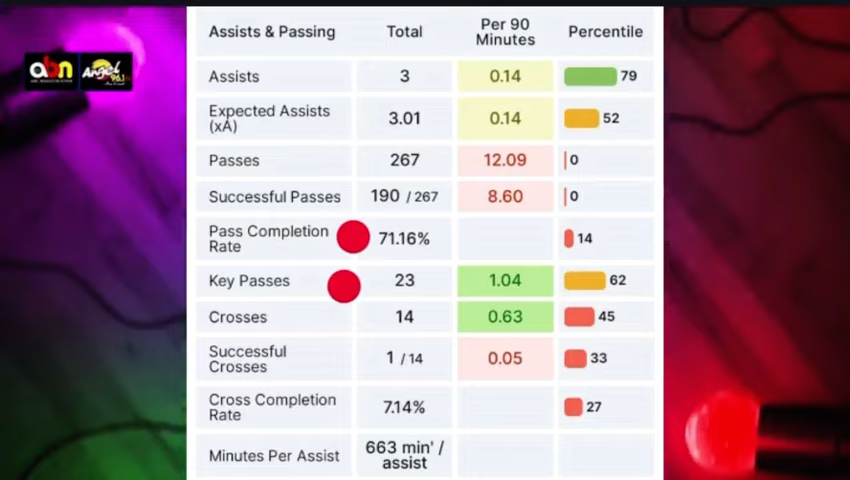 abn
Angel
96.1
Assists & Passing Total Per 90 Minutes Percentile
Assists 3 0.14 79
Expected Assists (xA) 3.01 0.14 52
Passes 267 12.09 0
Successful Passes 190 / 267 8.60 0
Pass Completion Rate 71.16% 14
Key Passes 23 1.04 62
Crosses 14 0.63 45
Successful Crosses 1 / 14 0.05 33
Cross Completion Rate 7.14% 27
Minutes Per Assist 663 min' / assist